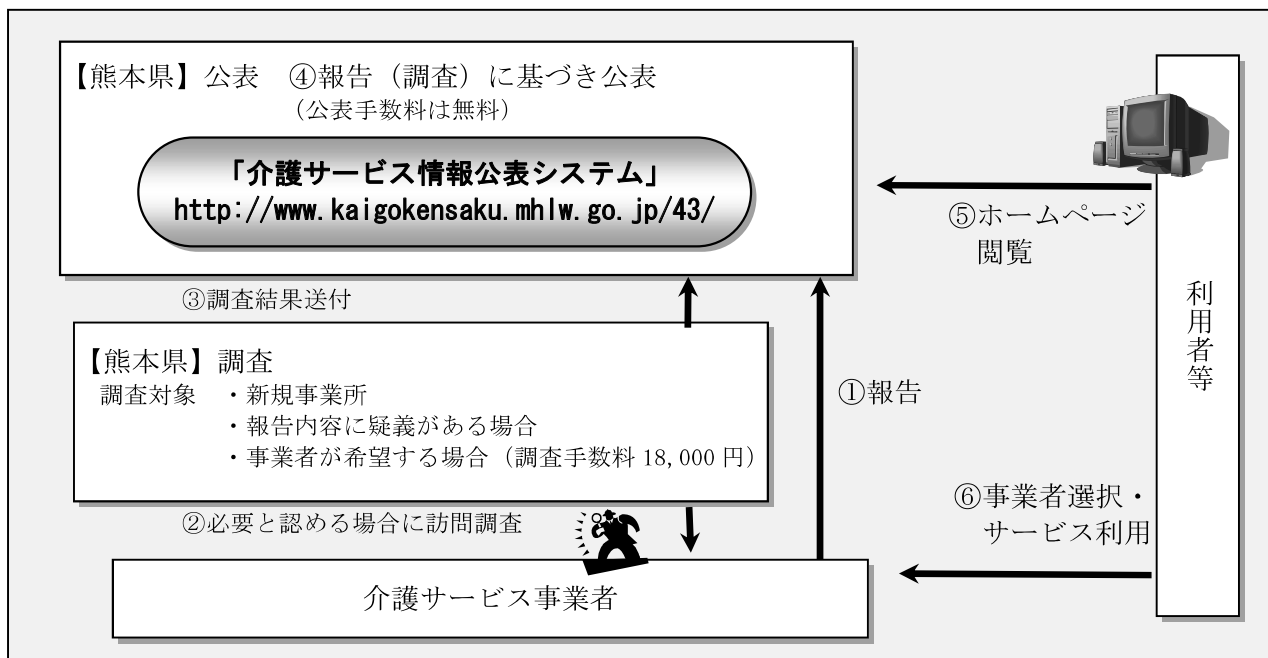 【熊本県】公表　④報告（調査）に基づき公表
（公表手数料は無料）
「介護サービス情報公表システム」
http://www.kaigokensaku.mhlw.go.jp/43/
⑤ホームページ
閲覧
利用者等
③調査結果送付
【熊本県】調査
調査対象　・新規事業所
・報告内容に疑義がある場合
・事業者が希望する場合（調査手数料 18,000 円）
①報告
②必要と認める場合に訪問調査
⑥事業者選択・
サービス利用
介護サービス事業者